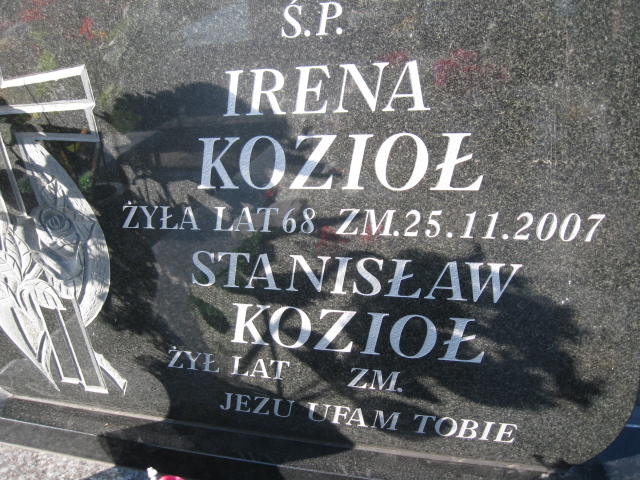 Ś.P.
IRENA
KOZIOŁ
ŻYŁA LAT 68 ZM. 25.11.2007
STANISŁAW
KOZIOŁ
ŻYŁ LAT ZM.
JEZU UFAM TOBIE